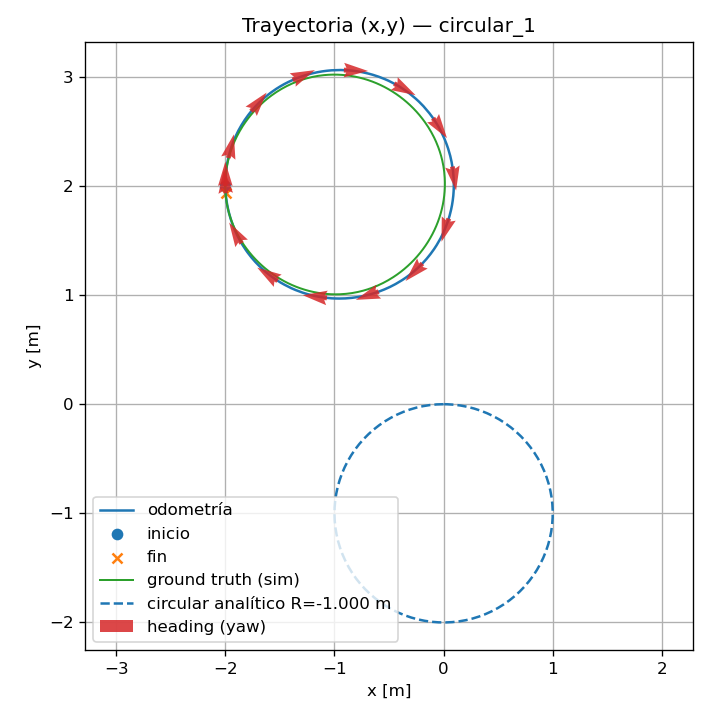 Trayectoria (x,y) — circular_1
y [m]
3
2
1
0
−1
−2
odometría
inicio
fin
ground truth (sim)
circular analítico R=-1.000 m
heading (yaw)
−3
−2
−1
0
1
2
x [m]